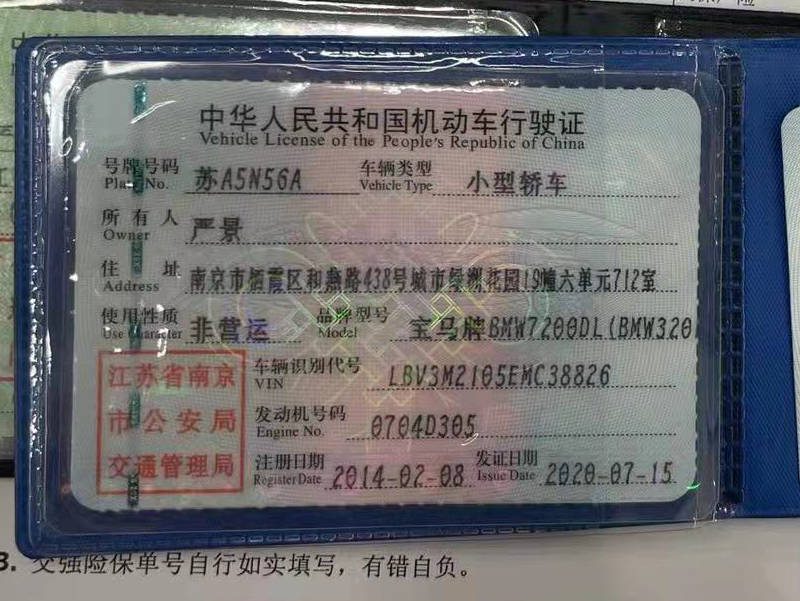 中华人民共和国机动车行驶证
Vehicle License of the People's Republic of China
号牌号码 苏A5N56A 车辆类型 小型轿车
Plate No. Vehicle Type
所有人 严景
Owner
住址 南京市栖霞区和燕路438号城市绿洲花园19幢六单元712室
Address
使用性质 非营运 品牌型号 宝马牌BMW7200DL(BMW320
Use Character Model
江苏省南京
市公安局
交通管理局
车辆识别代号 LBV3M2105EMC38826
VIN
发动机号码 0704D305
Engine No.
注册日期 2014-02-08 发证日期 2020-07-15
Register Date Issue Date
3. 交强险保单号自行如实填写，有错自负。